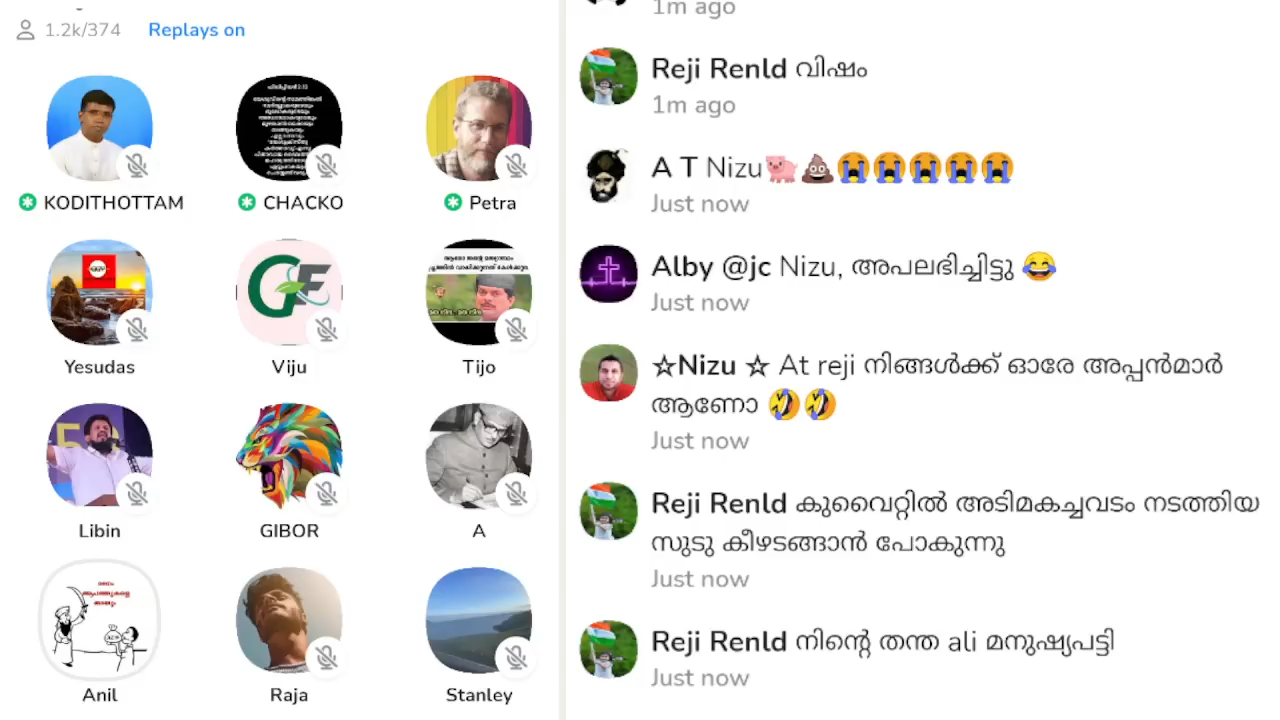 1.2k/374 Replays on
KODITHOTTAM CHACKO Petra
Yesudas Viju Tijo
Libin GIBOR A
Anil Raja Stanley
1m ago
Reji Renld വിഷം
1m ago
A T Nizu🐖💩😭😭😭😭😭
Just now
Alby @jc Nizu, അപലഭിച്ചിട്ടു 😂
Just now
☆Nizu ☆ At reji നിങ്ങൾക്ക് ഓരേ അപ്പൻമാർ
ആണോ 🤣🤣
Just now
Reji Renld കുവൈറ്റിൽ അടിമകച്ചവടം നടത്തിയ
സുടു കീഴടങ്ങാൻ പോകുന്നു
Just now
Reji Renld നിന്റെ തന്ത ali മനുഷ്യപട്ടി
Just now